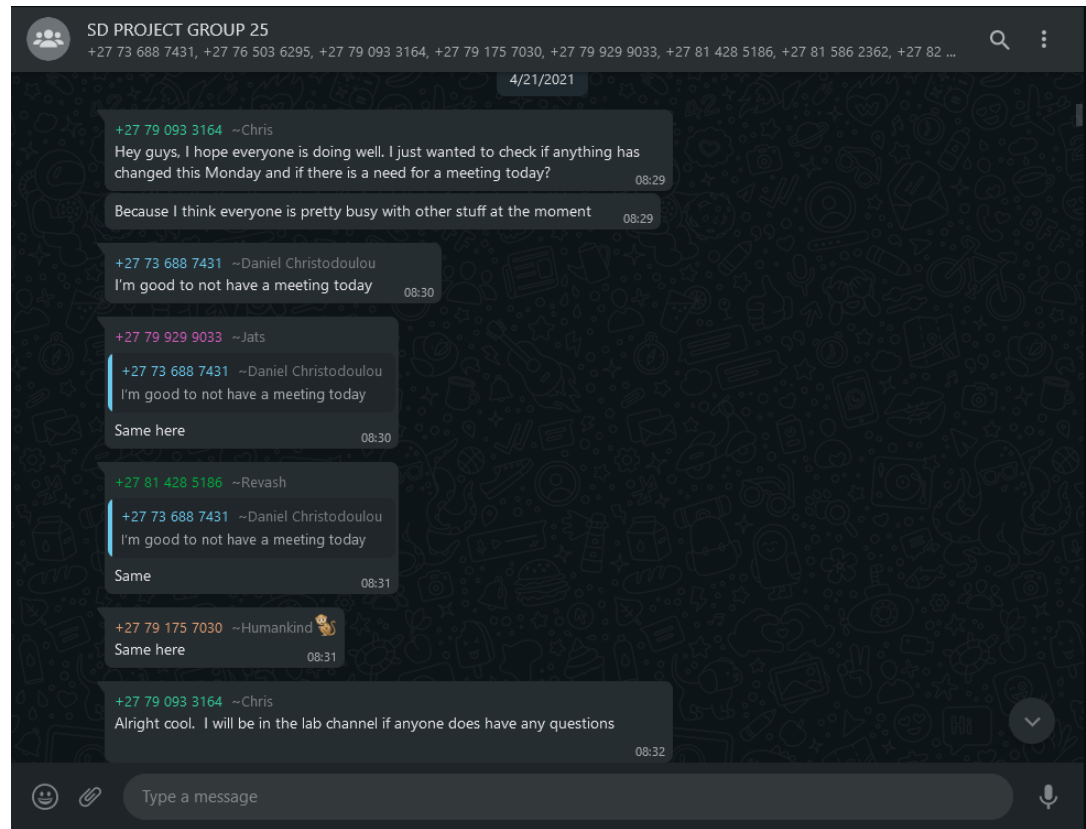 SD PROJECT GROUP 25
+27 73 688 7431, +27 76 503 6295, +27 79 093 3164, +27 79 175 7030, +27 79 929 9033, +27 81 428 5186, +27 81 586 2362, +27 82 ...
4/21/2021
+27 79 093 3164 ~Chris
Hey guys, I hope everyone is doing well. I just wanted to check if anything has
changed this Monday and if there is a need for a meeting today?
08:29
Because I think everyone is pretty busy with other stuff at the moment
08:29
+27 73 688 7431 ~Daniel Christodoulou
I'm good to not have a meeting today
08:30
+27 79 929 9033 ~Jats
+27 73 688 7431 ~Daniel Christodoulou
I'm good to not have a meeting today
Same here
08:30
+27 81 428 5186 ~Revash
+27 73 688 7431 ~Daniel Christodoulou
I'm good to not have a meeting today
Same
08:31
+27 79 175 7030 ~Humankind🐒
Same here
08:31
+27 79 093 3164 ~Chris
Alright cool. I will be in the lab channel if anyone does have any questions
08:32
Type a message